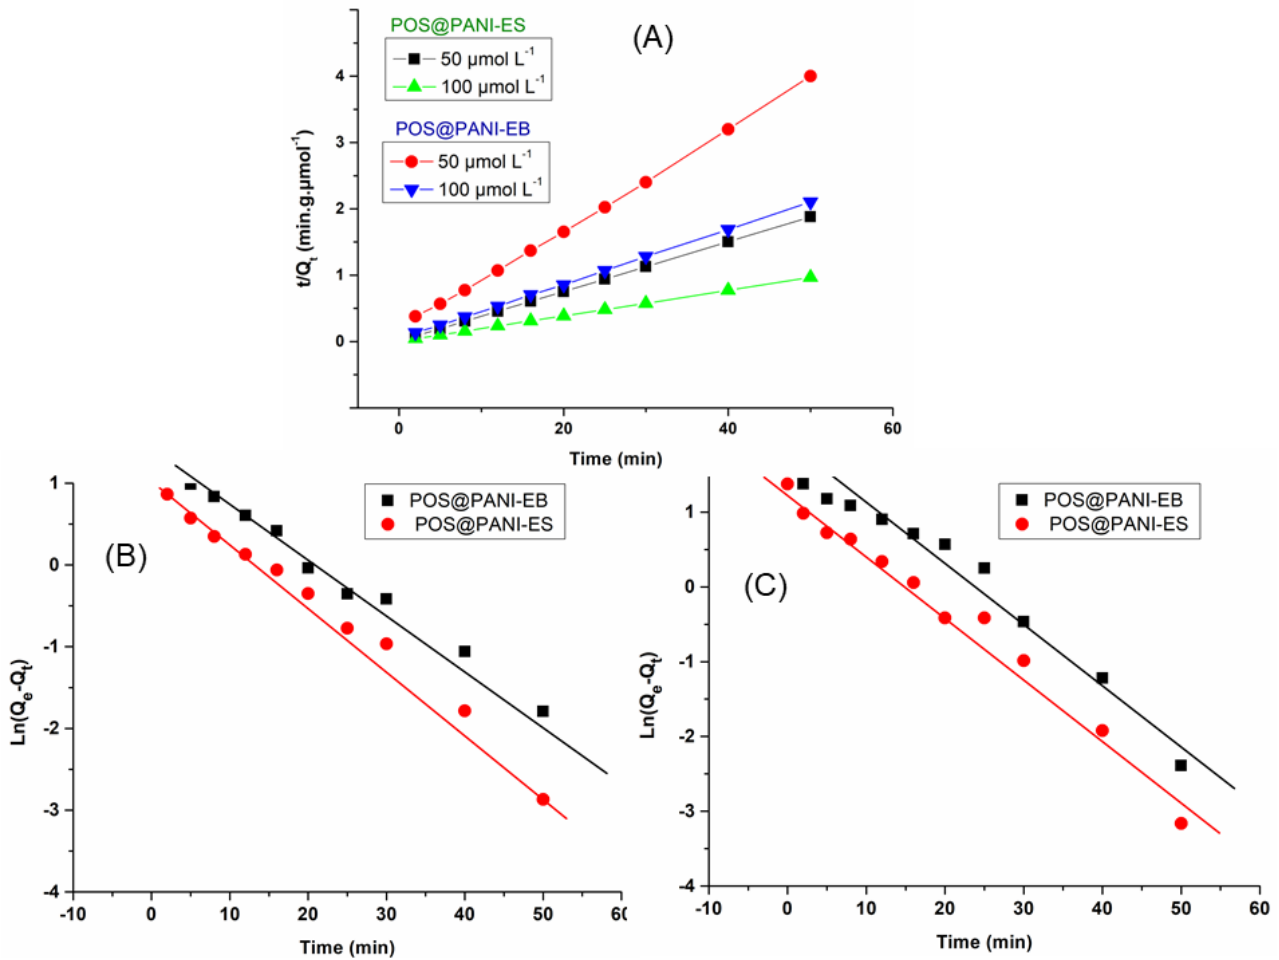 POS@PANI-ES
(A)
50 µmol L⁻¹
100 µmol L⁻¹
POS@PANI-EB
50 µmol L⁻¹
100 µmol L⁻¹
t/Qt (min.g.µmol⁻¹)
4
3
2
1
0
0 20 40 60
Time (min)
(B)
POS@PANI-EB
POS@PANI-ES
Ln(Qe-Qt)
1
0
-1
-2
-3
-4
-10 0 10 20 30 40 50 60
Time (min)
(C)
POS@PANI-EB
POS@PANI-ES
Ln(Qe-Qt)
1
0
-1
-2
-3
-4
-10 0 10 20 30 40 50 60
Time (min)